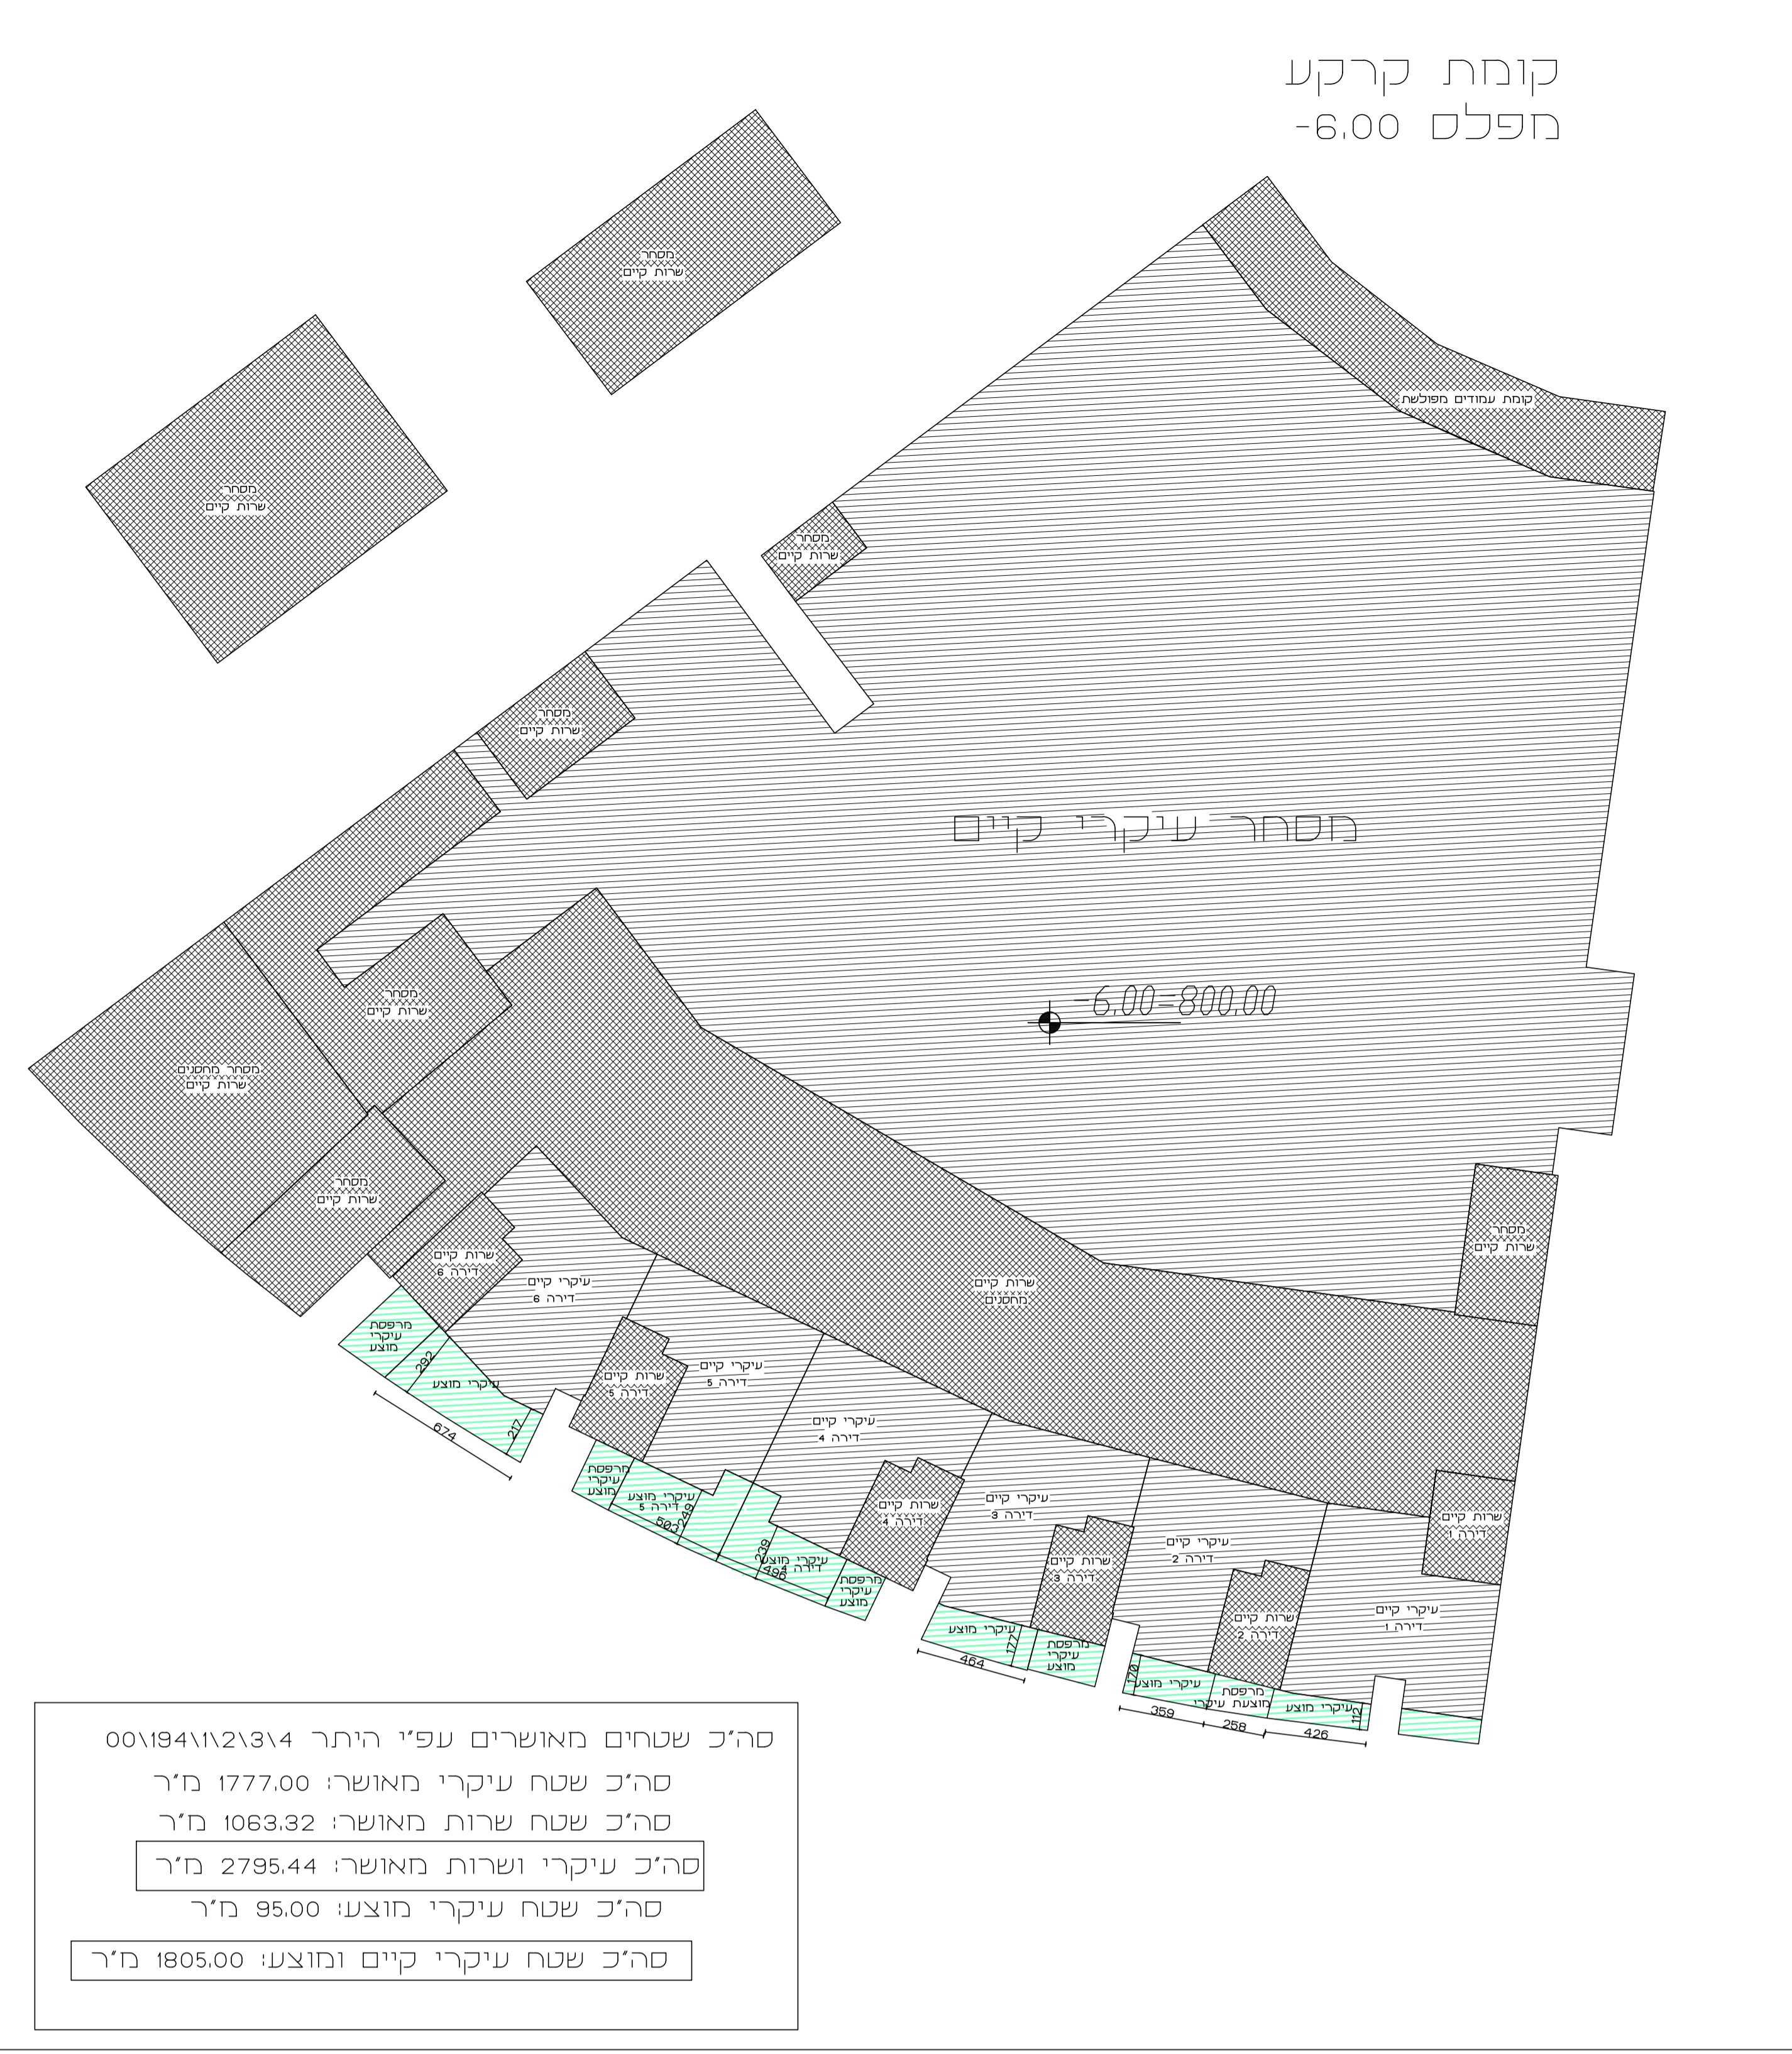 קומת קרקע
מפלס 6.00-
מסחר
שרות קיים
קומת עמודים מפולשת
מסחר
שרות קיים
מסחר
שרות קיים
מסחר
שרות קיים
מסחר עיקרי קיים
-6.00=800.00
מסחר
שרות קיים
מסחר מחסנים
שרות קיים
מסחר
שרות קיים
מסחר
שרות קיים
שרות קיים
דירה 6
עיקרי קיים
דירה 6
שרות קיים
מחסנים
מרפסת
עיקרי
מוצע
292
עיקרי מוצע
217
674
שרות קיים
דירה 5
עיקרי קיים
דירה 5
מרפסת
עיקרי
מוצע
עיקרי מוצע
דירה 5
249
503
עיקרי קיים
דירה 4
שרות קיים
דירה 4
239
עיקרי מוצע
דירה 4
496
מרפסת
עיקרי
מוצע
עיקרי קיים
דירה 3
שרות קיים
דירה 3
עיקרי מוצע
177
464
מרפסת
עיקרי
מוצע
עיקרי קיים
דירה 2
שרות קיים
דירה 2
170
עיקרי מוצע
359
מרפסת
מוצעת עיקרי
258
שרות קיים
דירה 1
עיקרי קיים
דירה 1
עיקרי מוצע
112
426
סה"כ שטחים מאושרים עפ"י היתר 4\3\2\1\194\00
סה"כ שטח עיקרי מאושר: 1777.00 מ"ר
סה"כ שטח שרות מאושר: 1063.32 מ"ר
סה"כ עיקרי ושרות מאושר: 2795.44 מ"ר
סה"כ שטח עיקרי מוצע: 95.00 מ"ר
סה"כ שטח עיקרי קיים ומוצע: 1805.00 מ"ר